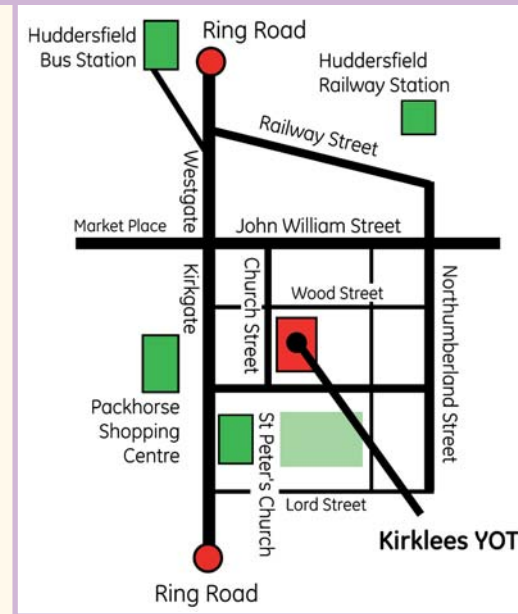 Huddersfield
Bus Station
Ring Road
Huddersfield
Railway Station
Railway Street
Westgate
Market Place
John William Street
Kirkgate
Church Street
Wood Street
Northumberland Street
Packhorse
Shopping
Centre
St Peter's Church
Lord Street
Kirklees YOT
Ring Road